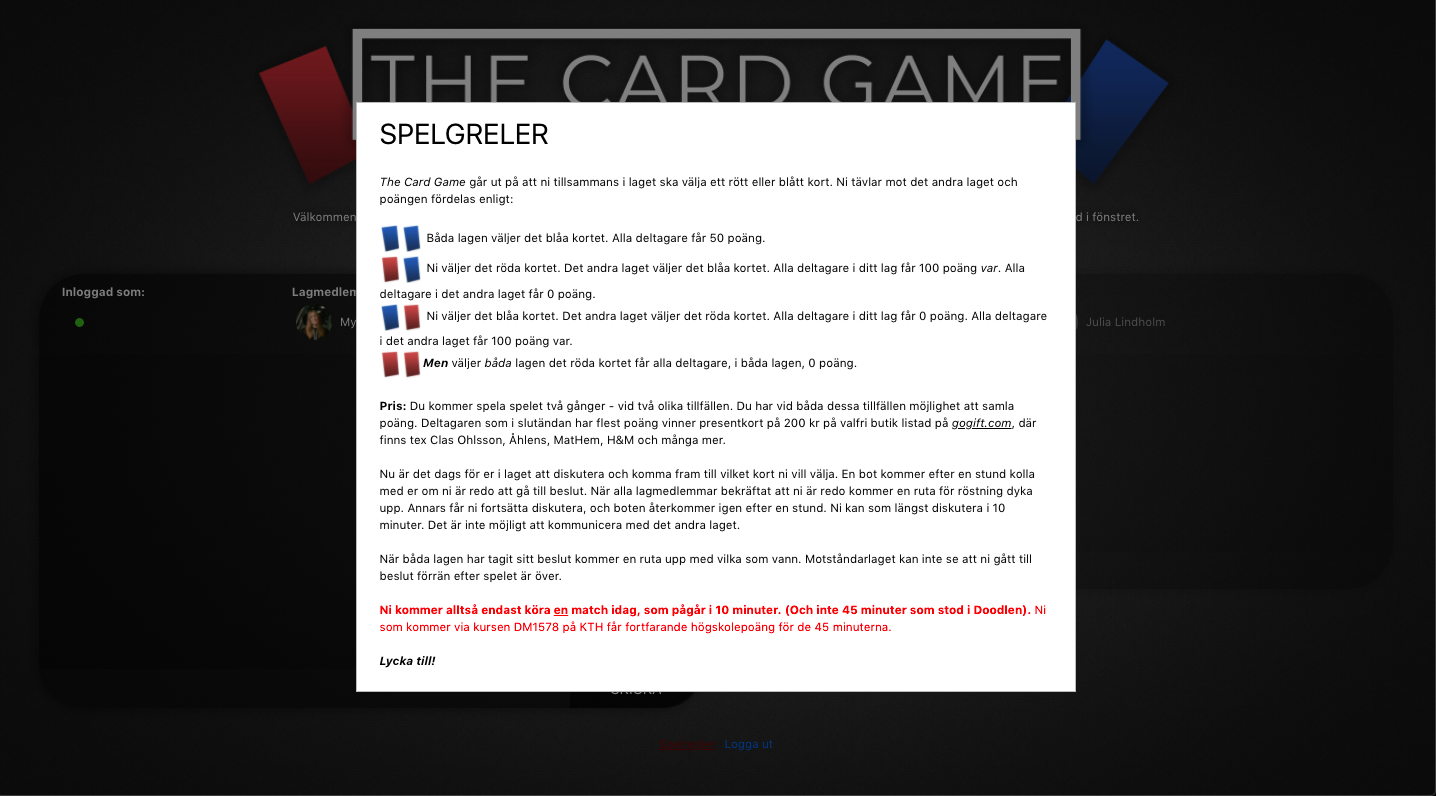 THE CARD GAME
SPELGRELER
The Card Game går ut på att ni tillsammans i laget ska välja ett rött eller blått kort. Ni tävlar mot det andra laget och
poängen fördelas enligt:
Välkommen
d i fönstret.
Båda lagen väljer det blåa kortet. Alla deltagare får 50 poäng.
Ni väljer det röda kortet. Det andra laget väljer det blåa kortet. Alla deltagare i ditt lag får 100 poäng var. Alla
deltagare i det andra laget får 0 poäng.
Inloggad som:
Lagmedlem
My
Julia Lindholm
Ni väljer det blåa kortet. Det andra laget väljer det röda kortet. Alla deltagare i ditt lag får 0 poäng. Alla deltagare
i det andra laget får 100 poäng var.
Men väljer båda lagen det röda kortet får alla deltagare, i båda lagen, 0 poäng.
Pris: Du kommer spela spelet två gånger - vid två olika tillfällen. Du har vid båda dessa tillfällen möjlighet att samla
poäng. Deltagaren som i slutändan har flest poäng vinner presentkort på 200 kr på valfri butik listad på gogift.com, där
finns tex Clas Ohlsson, Åhlens, MatHem, H&M och många mer.
Nu är det dags för er i laget att diskutera och komma fram till vilket kort ni vill välja. En bot kommer efter en stund kolla
med er om ni är redo att gå till beslut. När alla lagmedlemmar bekräftat att ni är redo kommer en ruta för röstning dyka
upp. Annars får ni fortsätta diskutera, och boten återkommer igen efter en stund. Ni kan som längst diskutera i 10
minuter. Det är inte möjligt att kommunicera med det andra laget.
När båda lagen har tagit sitt beslut kommer en ruta upp med vilka som vann. Motståndarlaget kan inte se att ni gått till
beslut förrän efter spelet är över.
Ni kommer alltså endast köra en match idag, som pågår i 10 minuter. (Och inte 45 minuter som stod i Doodlen). Ni
som kommer via kursen DM1578 på KTH får fortfarande högskolepoäng för de 45 minuterna.
Lycka till!
Logga ut